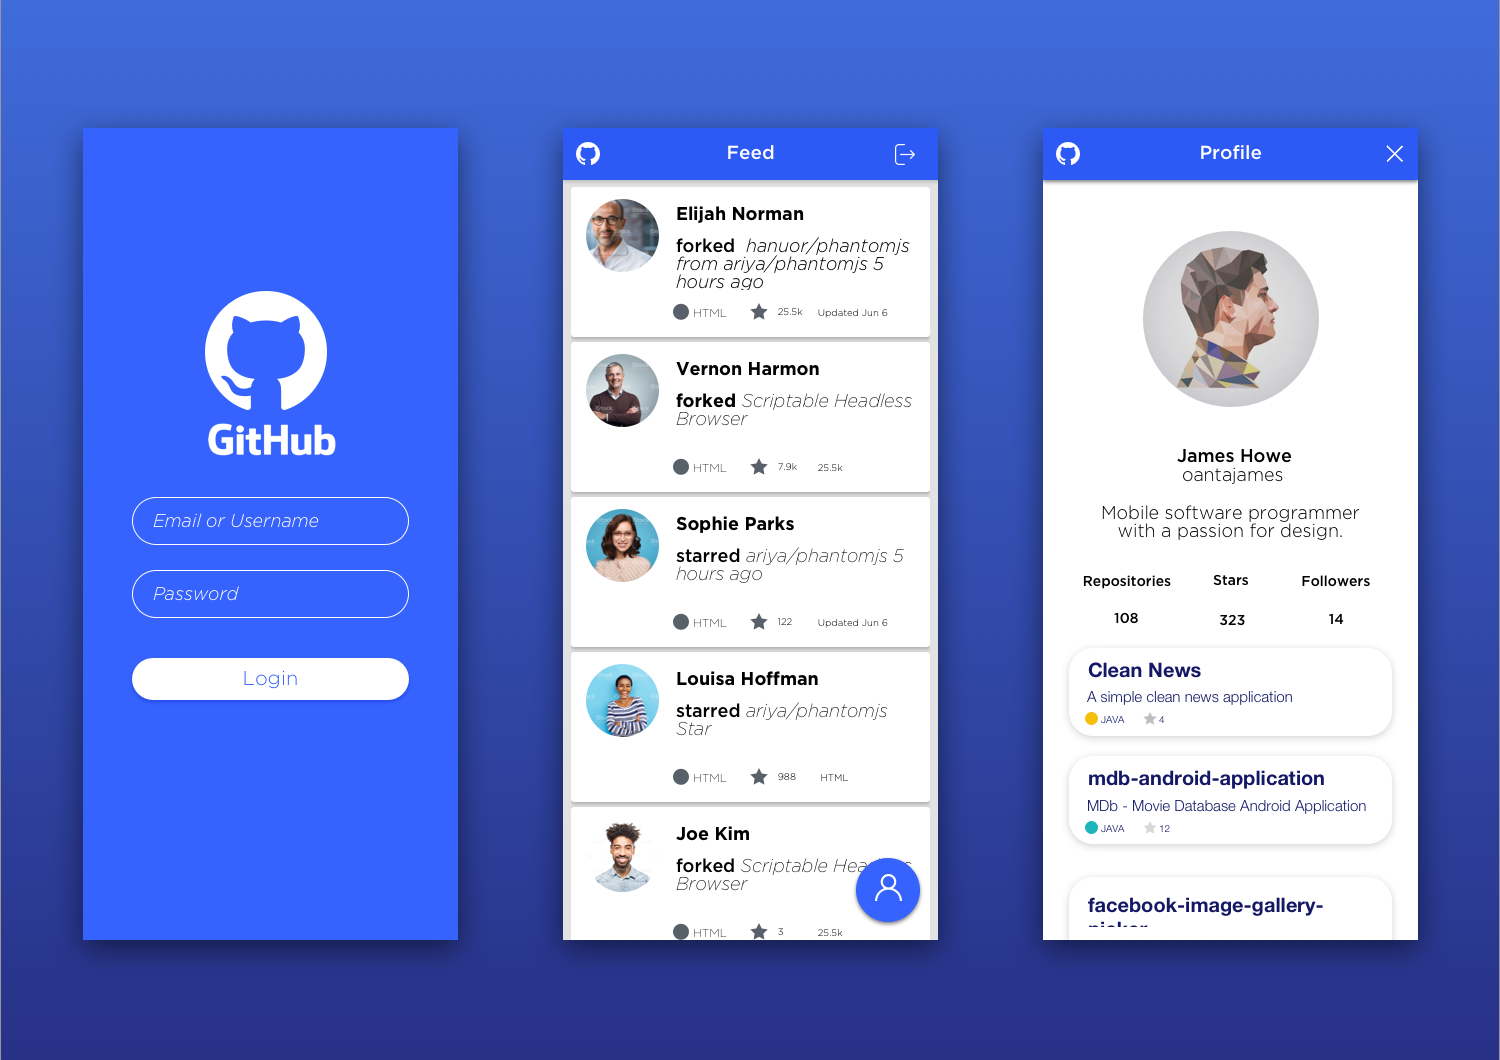 GitHub
Email or Username
Password
Login
Feed
Elijah Norman
forked hanuor/phantomjs
from ariya/phantomjs 5
hours ago
HTML 25.5k Updated Jun 6
Vernon Harmon
forked Scriptable Headless
Browser
HTML 7.9k 25.5k
Sophie Parks
starred ariya/phantomjs 5
hours ago
HTML 122 Updated Jun 6
Louisa Hoffman
starred ariya/phantomjs
Star
HTML 988 HTML
Joe Kim
forked Scriptable Headless
Browser
HTML 3 25.5k
Profile
James Howe
oantajames
Mobile software programmer
with a passion for design.
Repositories Stars Followers
108 323 14
Clean News
A simple clean news application
JAVA 4
mdb-android-application
MDb - Movie Database Android Application
JAVA 12
facebook-image-gallery-
picker